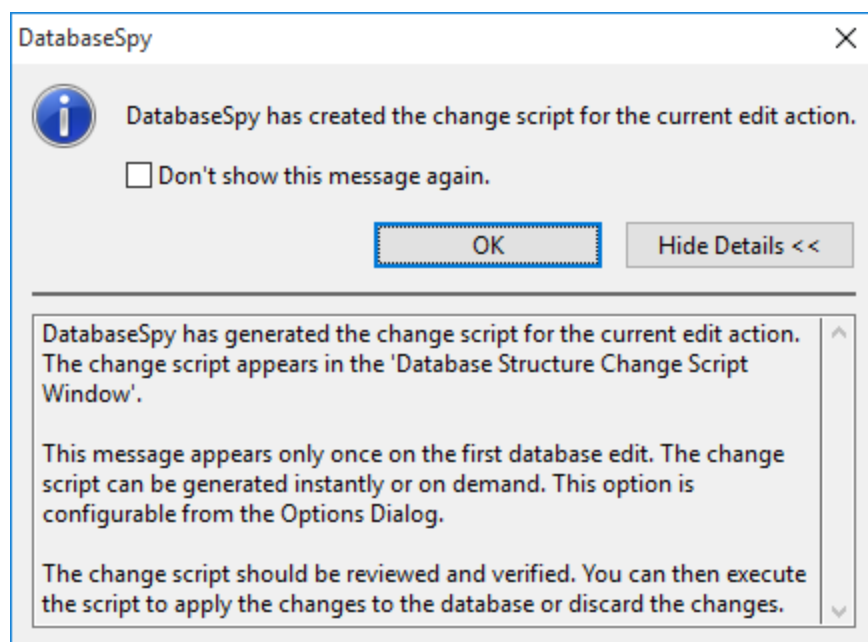 DatabaseSpy
DatabaseSpy has created the change script for the current edit action.
Don't show this message again.
OK
Hide Details <<
DatabaseSpy has generated the change script for the current edit action.
The change script appears in the 'Database Structure Change Script
Window'.
This message appears only once on the first database edit. The change
script can be generated instantly or on demand. This option is
configurable from the Options Dialog.
The change script should be reviewed and verified. You can then execute
the script to apply the changes to the database or discard the changes.